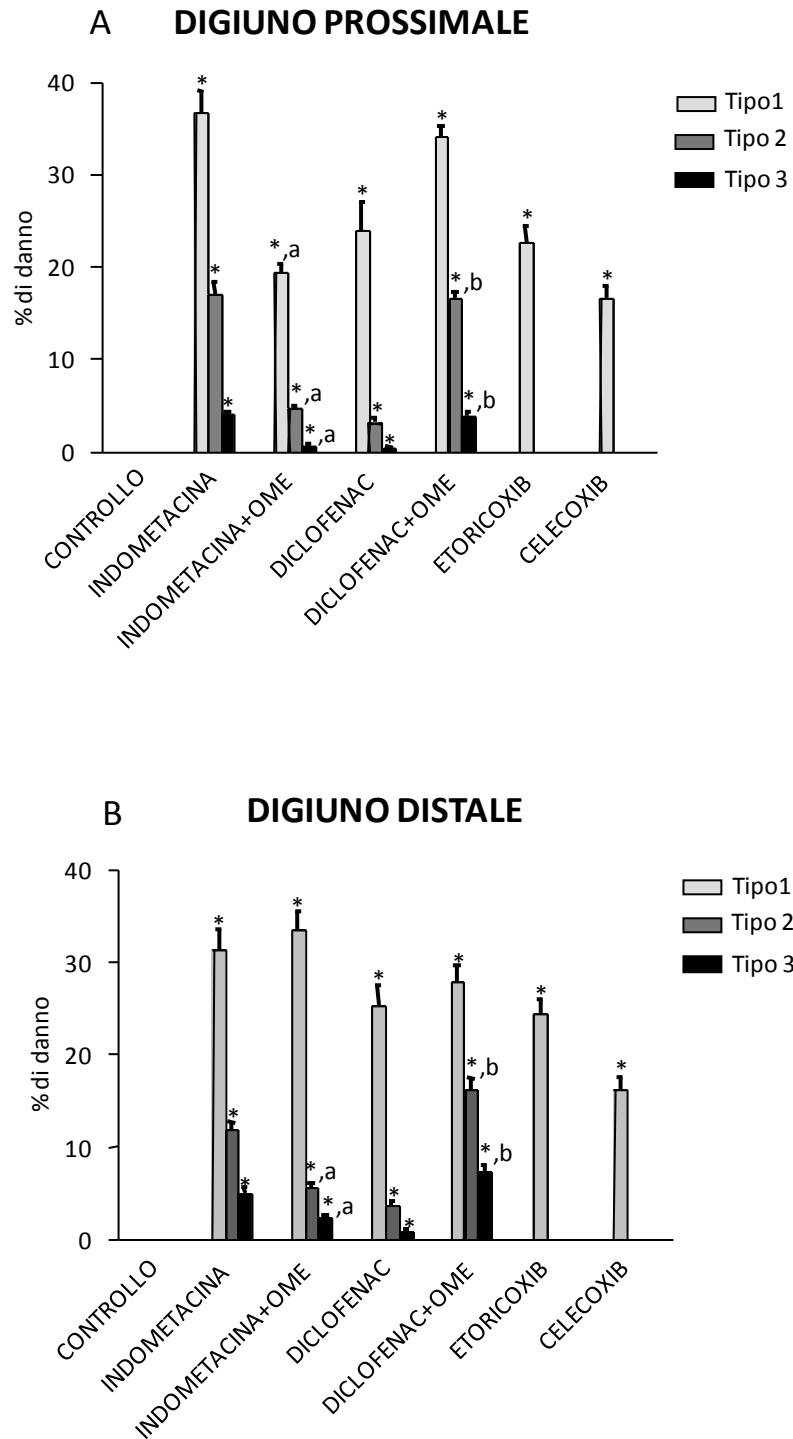 A DIGIUNO PROSSIMALE
40
30
20
10
0
%di danno
Tipo1
Tipo 2
Tipo 3
*
*
*
*,a
*,a
*,a
*
*
*
*
*,b
*,b
*
*
CONTROLLO
INDOMETACINA
INDOMETACINA+OME
DICLOFENAC
DICLOFENAC+OME
ETORICOXIB
CELECOXIB
B DIGIUNO DISTALE
40
30
20
10
0
%di danno
Tipo1
Tipo 2
Tipo 3
*
*
*
*
*,a
*,a
*
*
*
*
*,b
*,b
*
*
CONTROLLO
INDOMETACINA
INDOMETACINA+OME
DICLOFENAC
DICLOFENAC+OME
ETORICOXIB
CELECOXIB